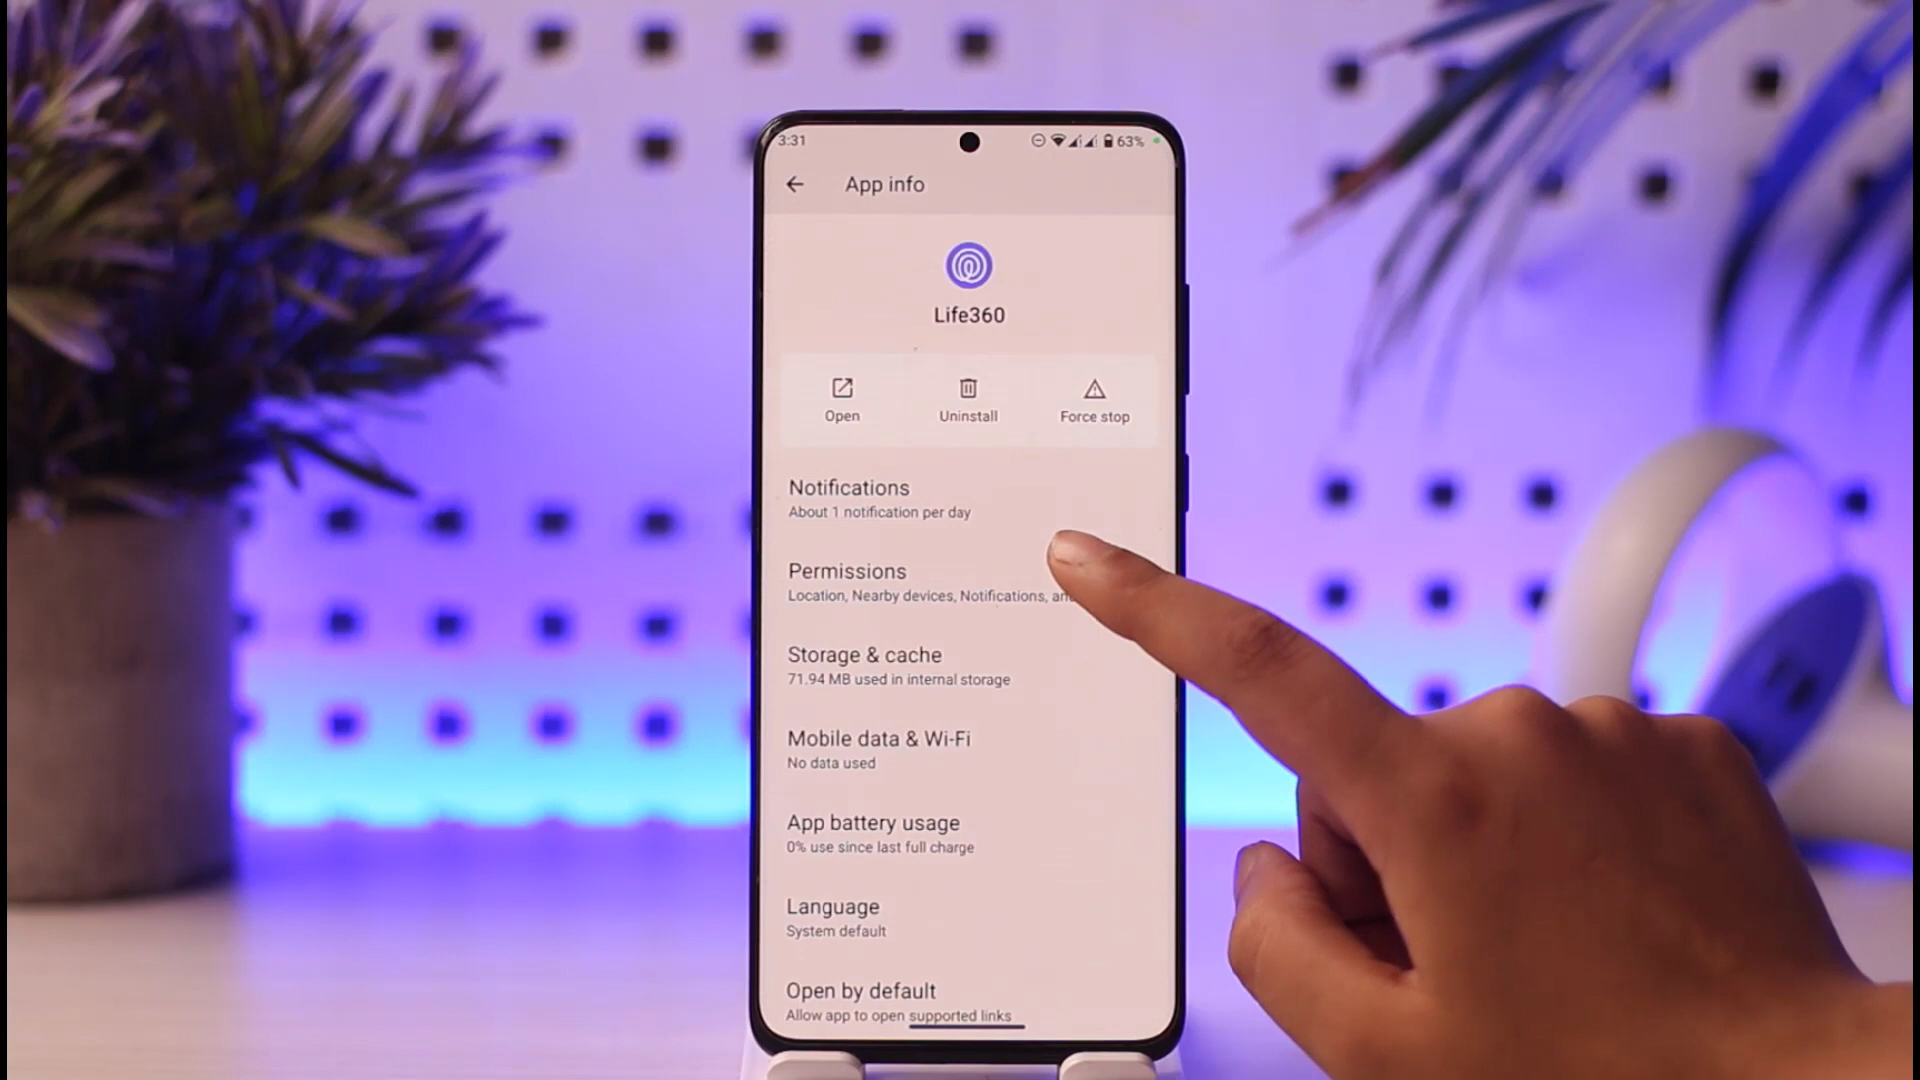 3:31
63%
App info
Life360
Open
Uninstall
Force stop
Notifications
About 1 notification per day
Permissions
Location, Nearby devices, Notifications,
Storage & cache
71.94 MB used in internal storage
Mobile data & Wi-Fi
No data used
App battery usage
0% use since last full charge
Language
System default
Open by default
Allow app to open supported links